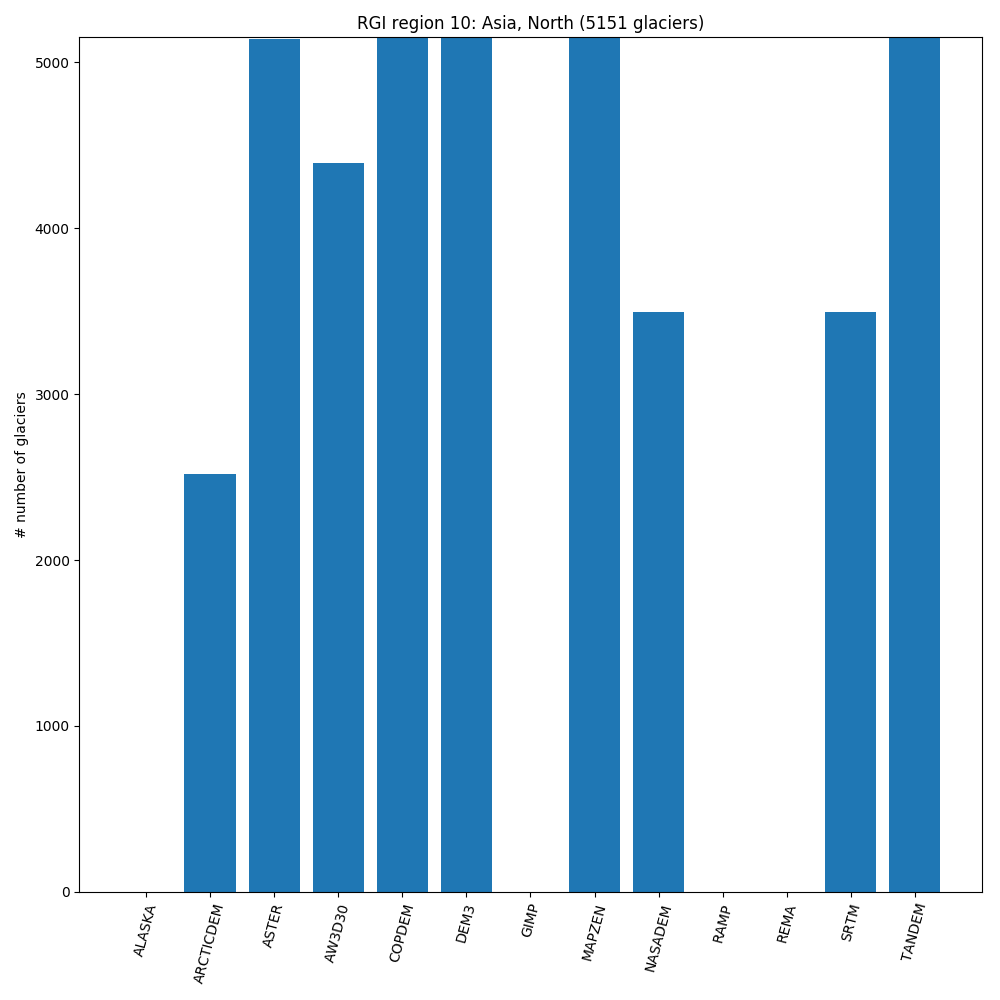 RGI region 10: Asia, North (5151 glaciers)
# number of glaciers
5000
4000
3000
2000
1000
0
ALASKA
ARCTICDEM
ASTER
AW3D30
COPDEM
DEM3
GIMP
MAPZEN
NASADEM
RAMP
REMA
SRTM
TANDEM